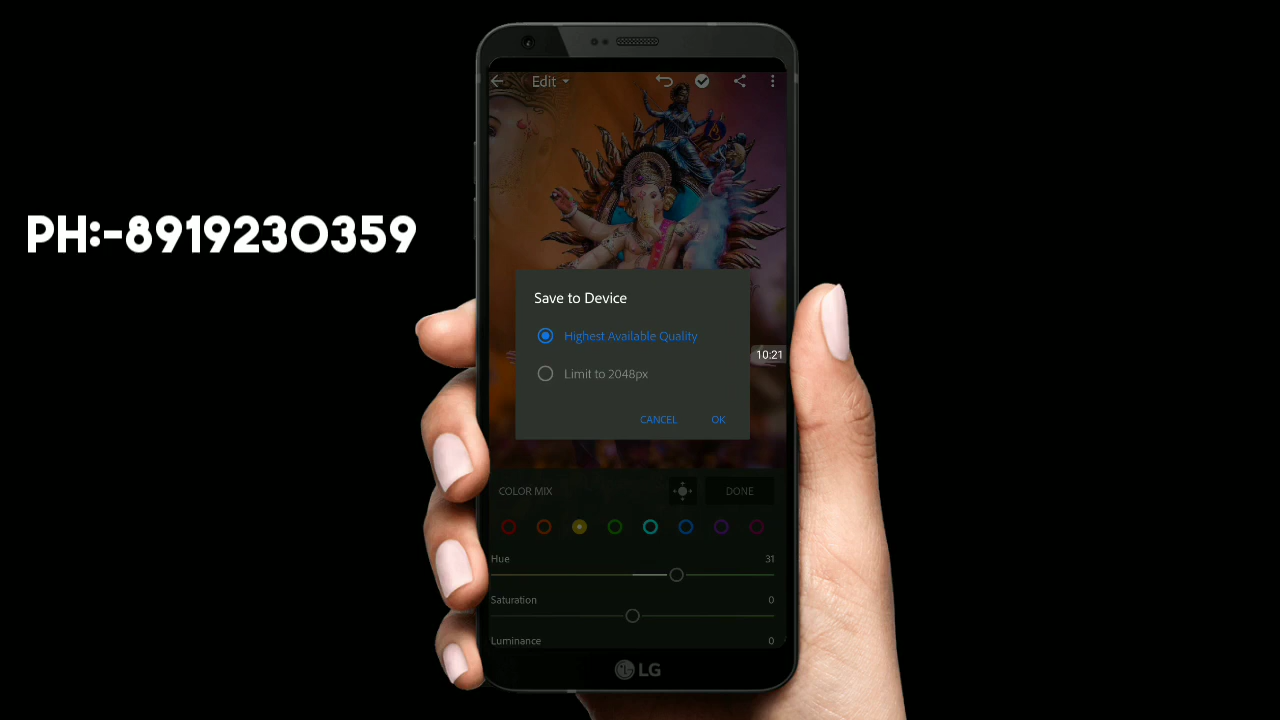 Edit
PH:-8919230359
Save to Device
Highest Available Quality
10:21
Limit to 2048px
CANCEL OK
COLOR MIX DONE
Hue 31
Saturation 0
Luminance 0
LG